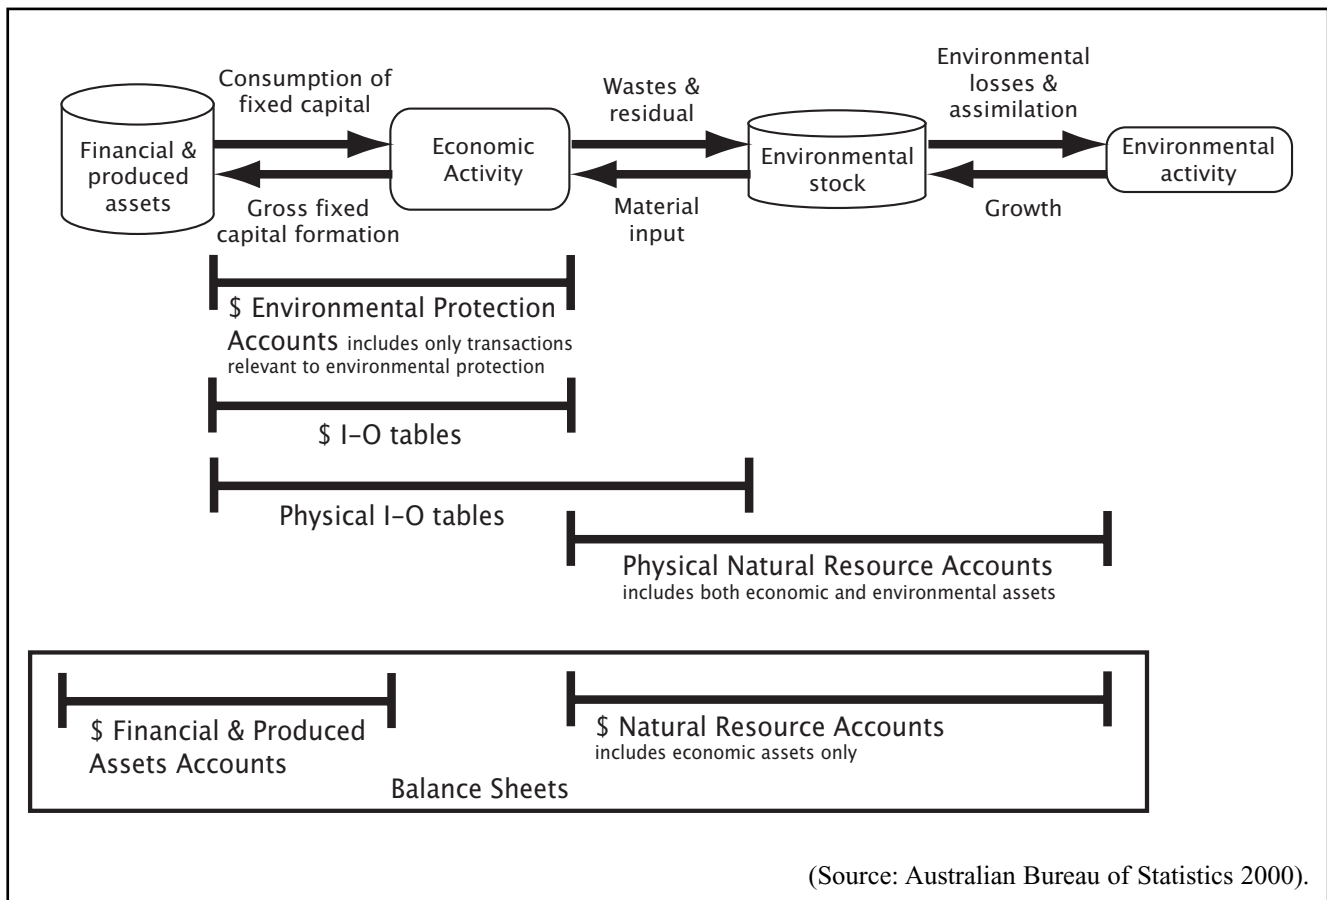 Consumption of
fixed capital
Wastes &
residual
Environmental
losses &
assimilation
Financial &
produced
assets
Economic
Activity
Environmental
stock
Environmental
activity
Gross fixed
capital formation
Material
input
Growth
$ Environmental Protection
Accounts includes only transactions
relevant to environmental protection
$ I–O tables
Physical I–O tables
Physical Natural Resource Accounts
includes both economic and environmental assets
$ Financial & Produced
Assets Accounts
$ Natural Resource Accounts
includes economic assets only
Balance Sheets
(Source: Australian Bureau of Statistics 2000).